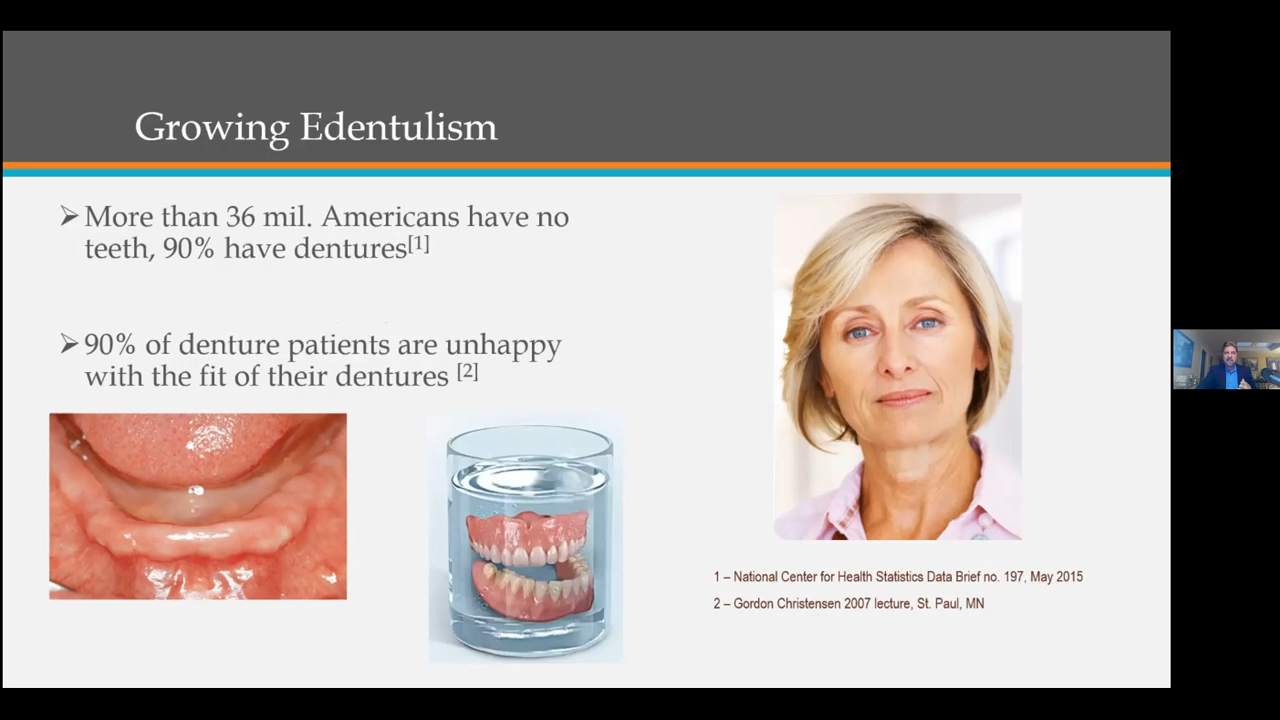 Growing Edentulism
➢ More than 36 mil. Americans have no
teeth, 90% have dentures[1]
➢ 90% of denture patients are unhappy
with the fit of their dentures [2]
1 – National Center for Health Statistics Data Brief no. 197, May 2015
2 – Gordon Christensen 2007 lecture, St. Paul, MN